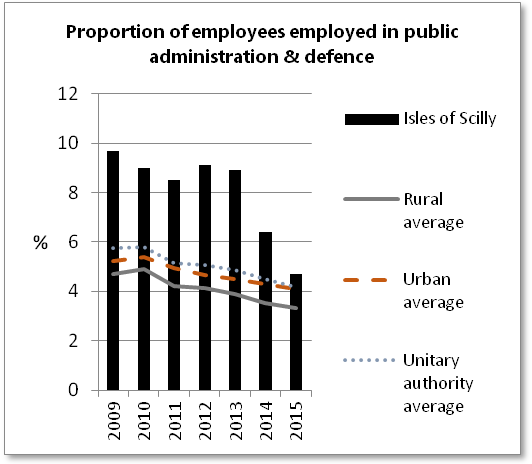 Proportion of employees employed in public
administration & defence
12
10
8
6
4
2
0
%
2009
2010
2011
2012
2013
2014
2015
Isles of Scilly
Rural
average
Urban
average
Unitary
authority
average